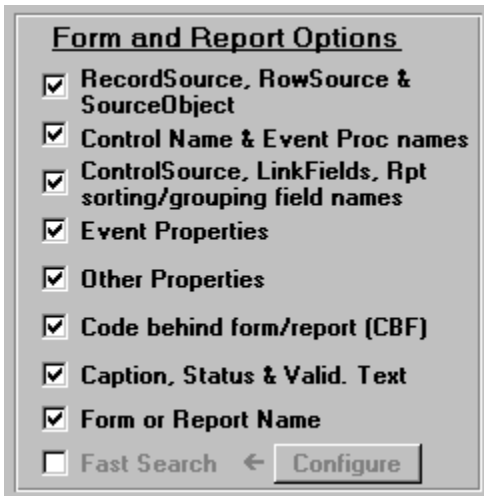 Form and Report Options
RecordSource, RowSource &
SourceObject
Control Name & Event Proc names
ControlSource, LinkFields, Rpt
sorting/grouping field names
Event Properties
Other Properties
Code behind form/report (CBF)
Caption, Status & Valid. Text
Form or Report Name
Fast Search ← Configure